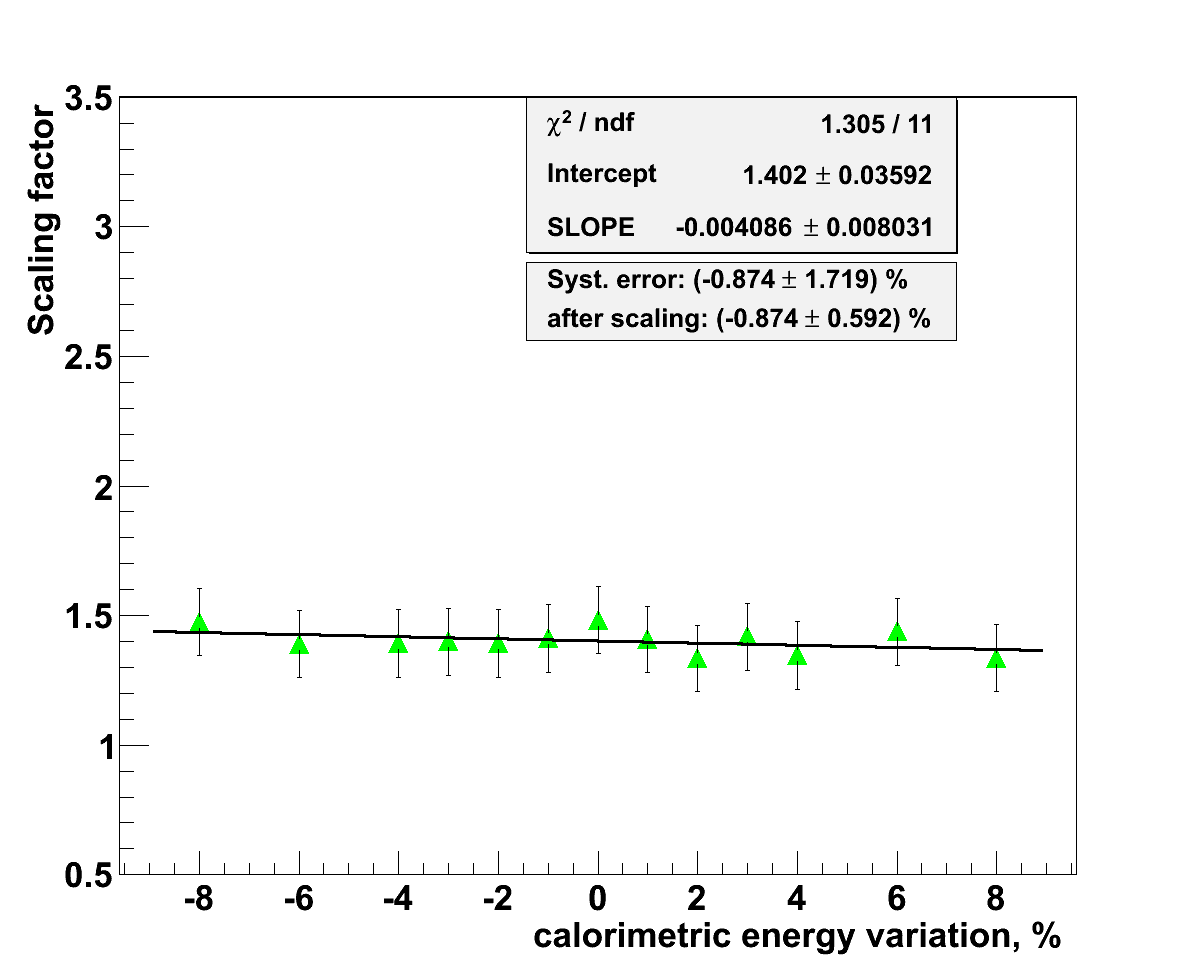 3.5
3
2.5
2
1.5
1
0.5
Scaling factor
χ² / ndf 1.305 / 11
Intercept 1.402 ± 0.03592
SLOPE -0.004086 ± 0.008031
Syst. error: (-0.874 ± 1.719) %
after scaling: (-0.874 ± 0.592) %
-8 -6 -4 -2 0 2 4 6 8
calorimetric energy variation, %